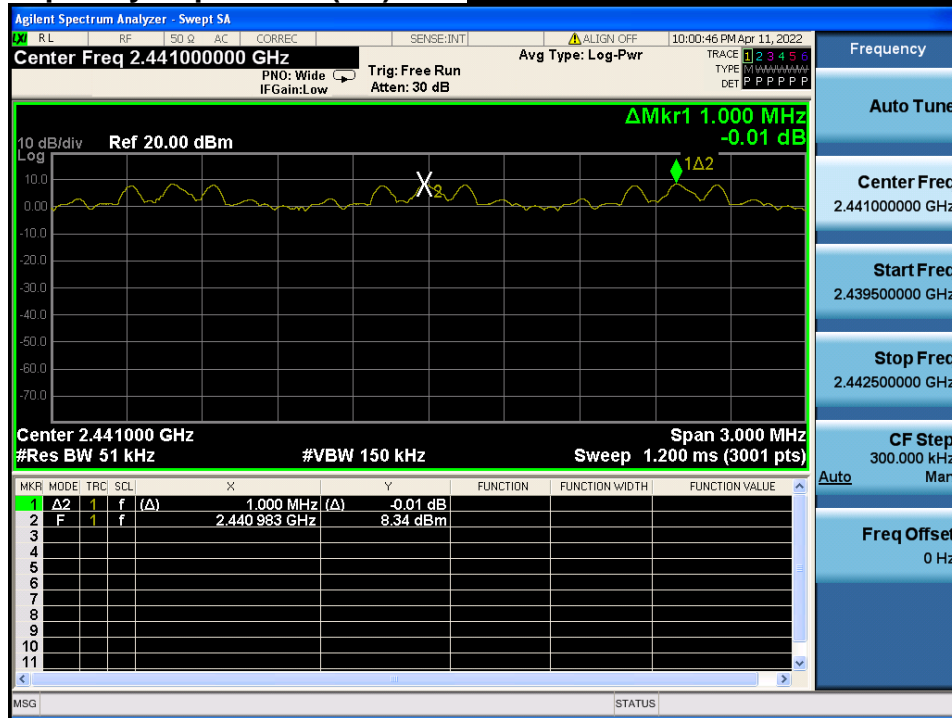 Agilent Spectrum Analyzer - Swept SA
LXI RL RF 50 Ω AC CORREC SENSE:INT ALIGN OFF 10:00:46 PM Apr 11, 2022
Center Freq 2.441000000 GHz
PNO: Wide
IFGain:Low
Trig: Free Run
Atten: 30 dB
Avg Type: Log-Pwr
TRACE 1 2 3 4 5 6
TYPE M W W W W W
DET P P P P P P
ΔMkr1 1.000 MHz
-0.01 dB
10 dB/div Ref 20.00 dBm
Log
1Δ2
10.0
X2
0.00
-10.0
-20.0
-30.0
-40.0
-50.0
-60.0
-70.0
Center 2.441000 GHz Span 3.000 MHz
#Res BW 51 kHz #VBW 150 kHz Sweep 1.200 ms (3001 pts)
MKR MODE TRC SCL X Y FUNCTION FUNCTION WIDTH FUNCTION VALUE
1 Δ2 1 f (Δ) 1.000 MHz (Δ) -0.01 dB
2 F 1 f 2.440 983 GHz 8.34 dBm
3
4
5
6
7
8
9
10
11
MSG STATUS
Frequency
Auto Tune
Center Freq
2.441000000 GHz
Start Freq
2.439500000 GHz
Stop Freq
2.442500000 GHz
CF Step
300.000 kHz
Auto Man
Freq Offset
0 Hz